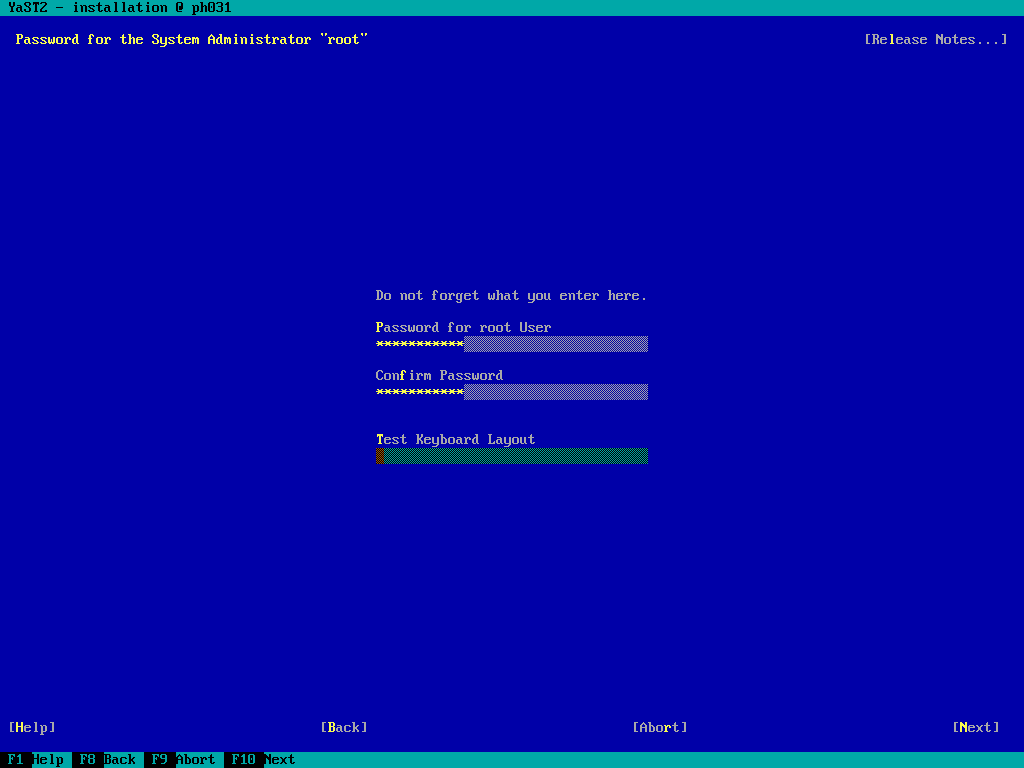 YaST2 - installation @ ph031
Password for the System Administrator "root" [Release Notes...]
Do not forget what you enter here.
Password for root User
***********
Confirm Password
***********
Test Keyboard Layout
[Help] [Back] [Abort] [Next]
F1 Help F8 Back F9 Abort F10 Next